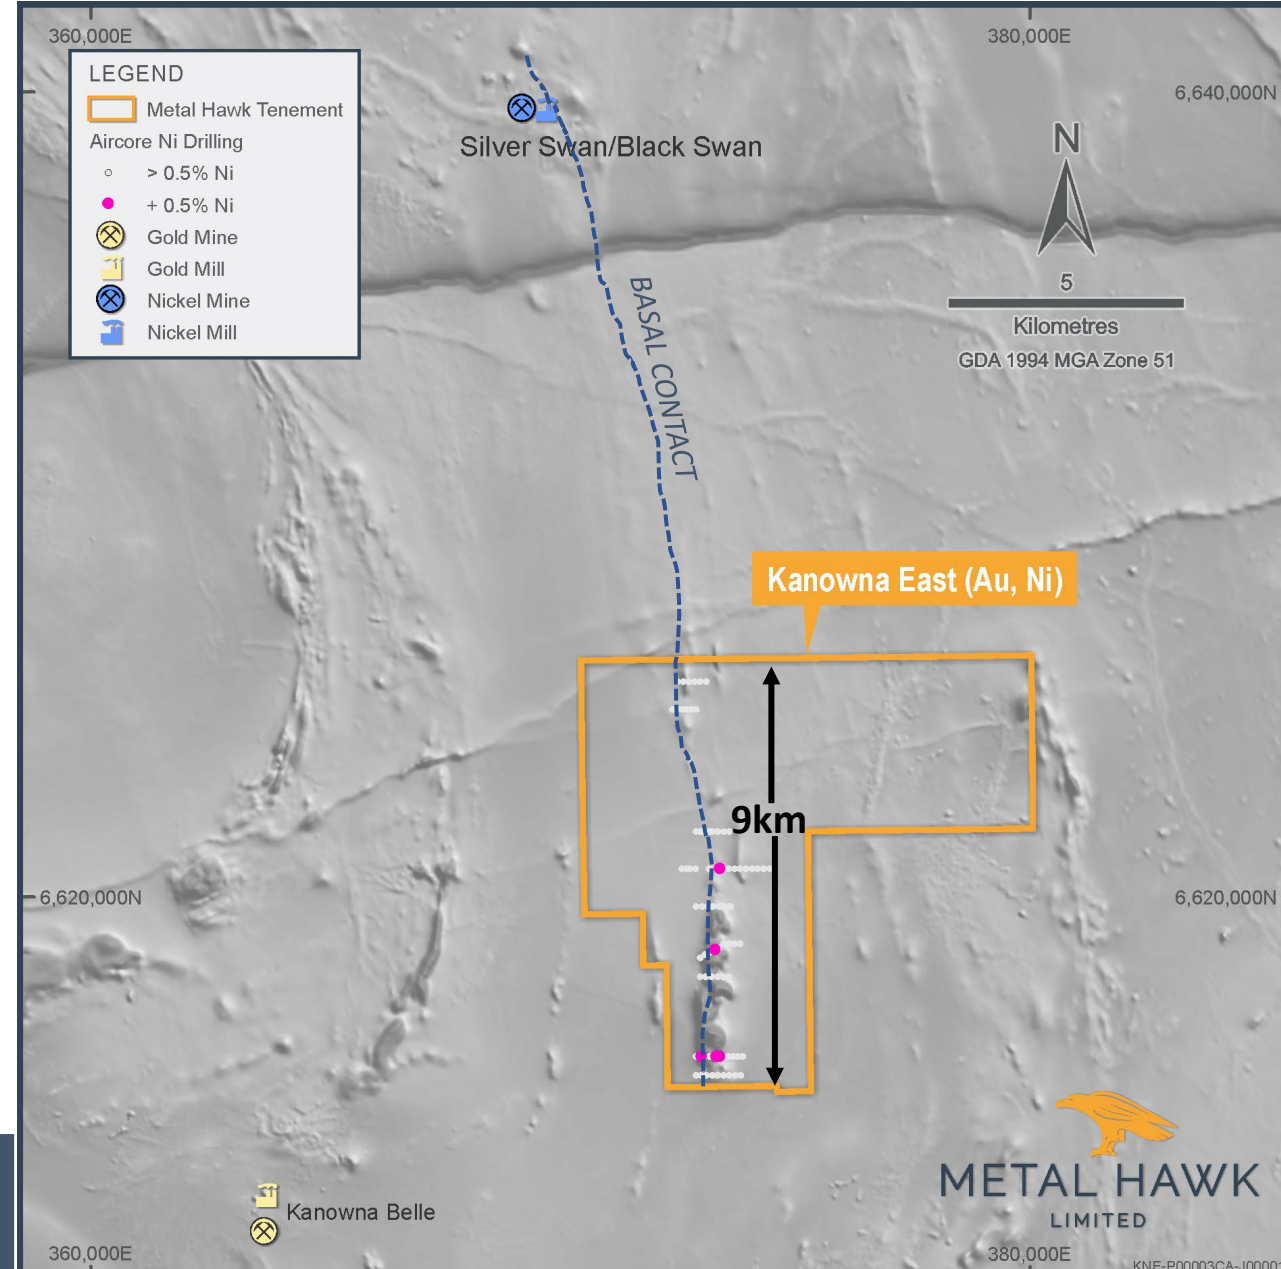 360,000E
380,000E
LEGEND
Metal Hawk Tenement
Aircore Ni Drilling
> 0.5% Ni
+ 0.5% Ni
Gold Mine
Gold Mill
Nickel Mine
Nickel Mill
6,640,000N
Silver Swan/Black Swan
N
5
Kilometres
GDA 1994 MGA Zone 51
BASAL CONTACT
Kanowna East (Au, Ni)
9km
6,620,000N
6,620,000N
METAL HAWK
LIMITED
Kanowna Belle
360,000E
380,000E